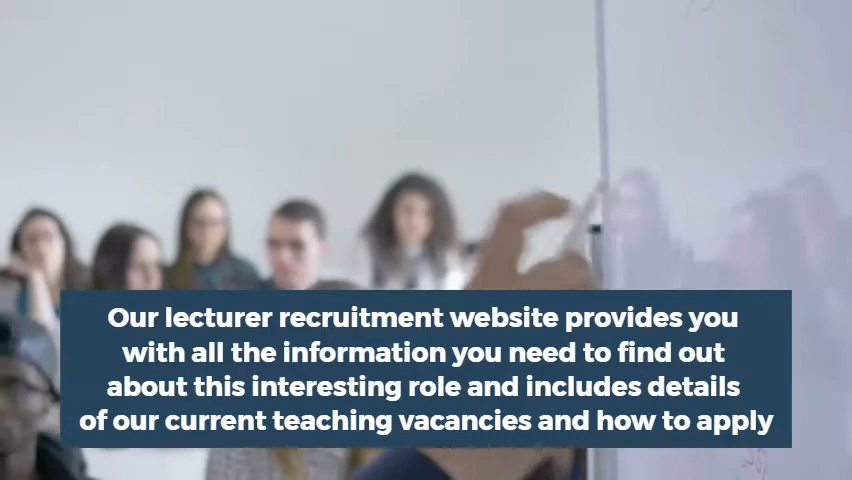 Our lecturer recruitment website provides you
with all the information you need to find out
about this interesting role and includes details
of our current teaching vacancies and how to apply